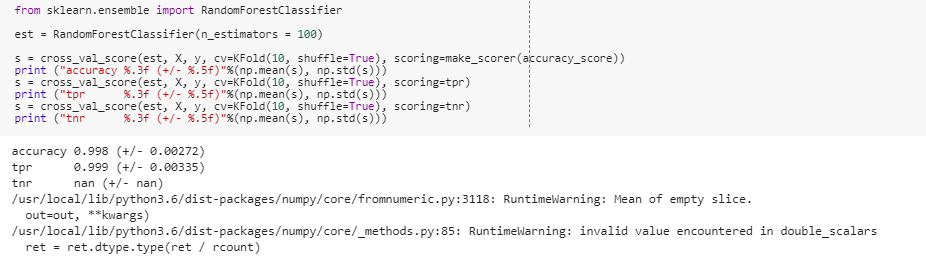 from sklearn.ensemble import RandomForestClassifier
est = RandomForestClassifier(n_estimators = 100)
s = cross_val_score(est, X, y, cv=KFold(10, shuffle=True), scoring=make_scorer(accuracy_score))
print ("accuracy %.3f (+/- %.5f)"%(np.mean(s), np.std(s)))
s = cross_val_score(est, X, y, cv=KFold(10, shuffle=True), scoring=tpr)
print ("tpr      %.3f (+/- %.5f)"%(np.mean(s), np.std(s)))
s = cross_val_score(est, X, y, cv=KFold(10, shuffle=True), scoring=tnr)
print ("tnr      %.3f (+/- %.5f)"%(np.mean(s), np.std(s)))
accuracy 0.998 (+/- 0.00272)
tpr      0.999 (+/- 0.00335)
tnr      nan (+/- nan)
/usr/local/lib/python3.6/dist-packages/numpy/core/fromnumeric.py:3118: RuntimeWarning: Mean of empty slice.
  out=out, **kwargs)
/usr/local/lib/python3.6/dist-packages/numpy/core/_methods.py:85: RuntimeWarning: invalid value encountered in double_scalars
  ret = ret.dtype.type(ret / rcount)